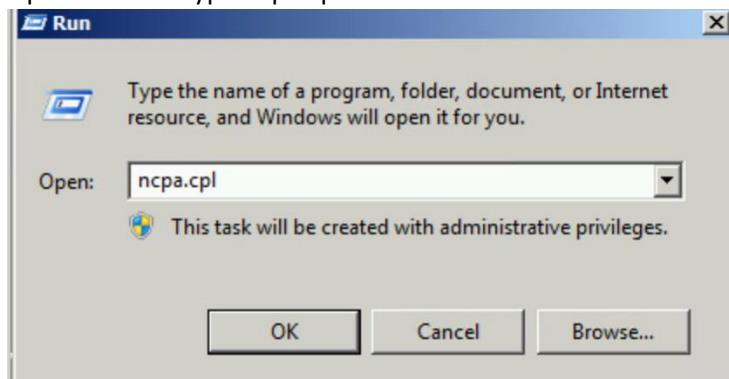 Run
Type the name of a program, folder, document, or Internet
resource, and Windows will open it for you.
Open:
ncpa.cpl
This task will be created with administrative privileges.
OK
Cancel
Browse...